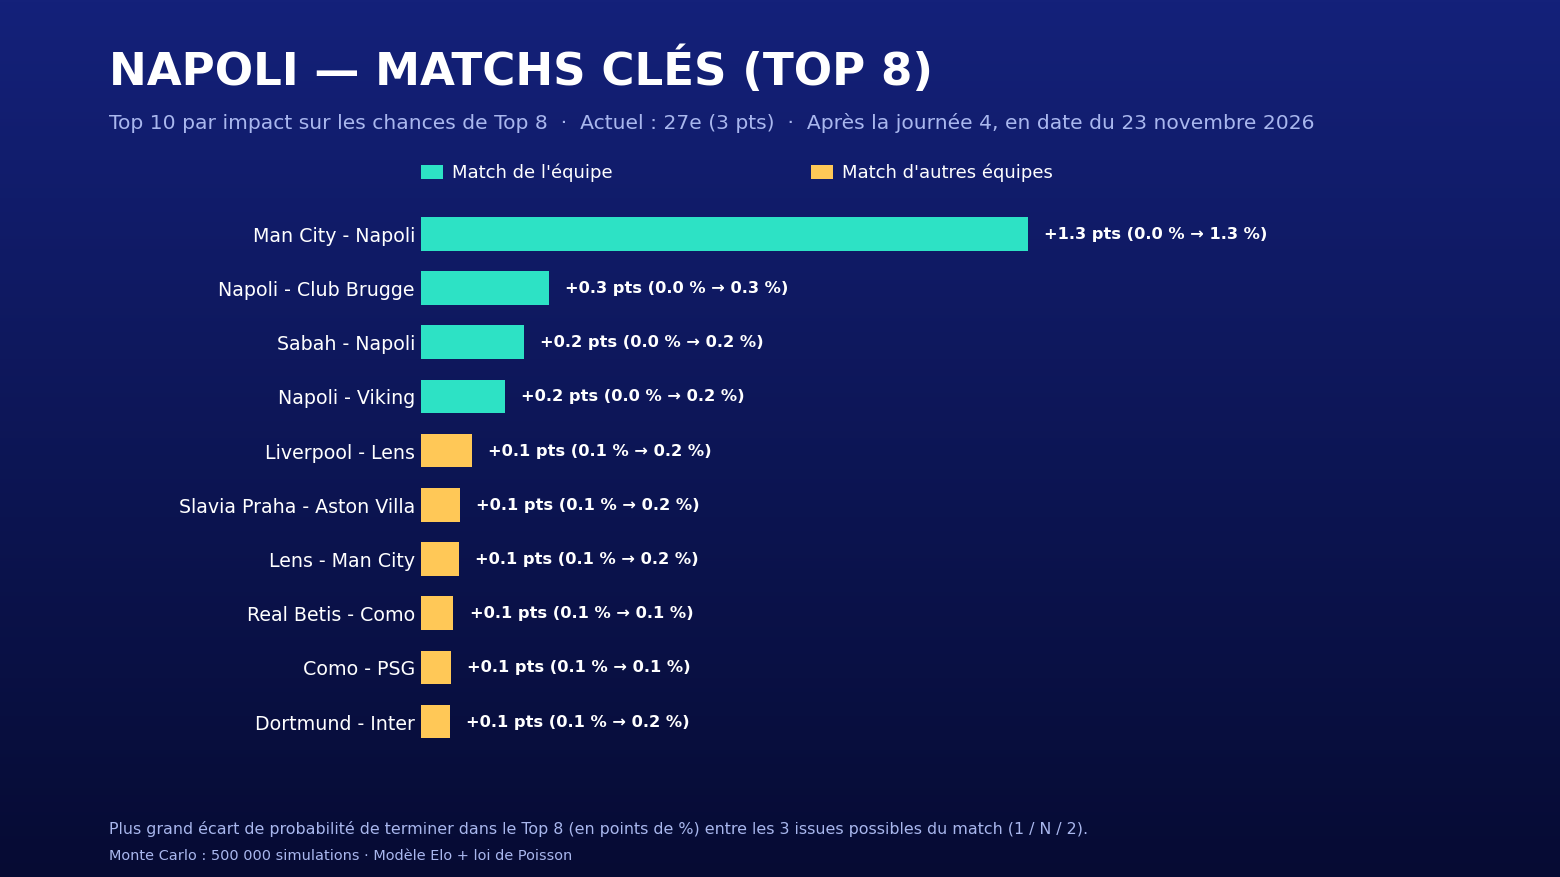 NAPOLI — MATCHS CLÉS (TOP 8)
Top 10 par impact sur les chances de Top 8 · Actuel : 27e (3 pts) · Après la journée 4, en date du 23 novembre 2026
Match de l'équipe
Match d'autres équipes
Man City - Napoli +1.3 pts (0.0 % → 1.3 %)
Napoli - Club Brugge +0.3 pts (0.0 % → 0.3 %)
Sabah - Napoli +0.2 pts (0.0 % → 0.2 %)
Napoli - Viking +0.2 pts (0.0 % → 0.2 %)
Liverpool - Lens +0.1 pts (0.1 % → 0.2 %)
Slavia Praha - Aston Villa +0.1 pts (0.1 % → 0.2 %)
Lens - Man City +0.1 pts (0.1 % → 0.2 %)
Real Betis - Como +0.1 pts (0.1 % → 0.1 %)
Como - PSG +0.1 pts (0.1 % → 0.1 %)
Dortmund - Inter +0.1 pts (0.1 % → 0.2 %)
Plus grand écart de probabilité de terminer dans le Top 8 (en points de %) entre les 3 issues possibles du match (1 / N / 2).
Monte Carlo : 500 000 simulations · Modèle Elo + loi de Poisson